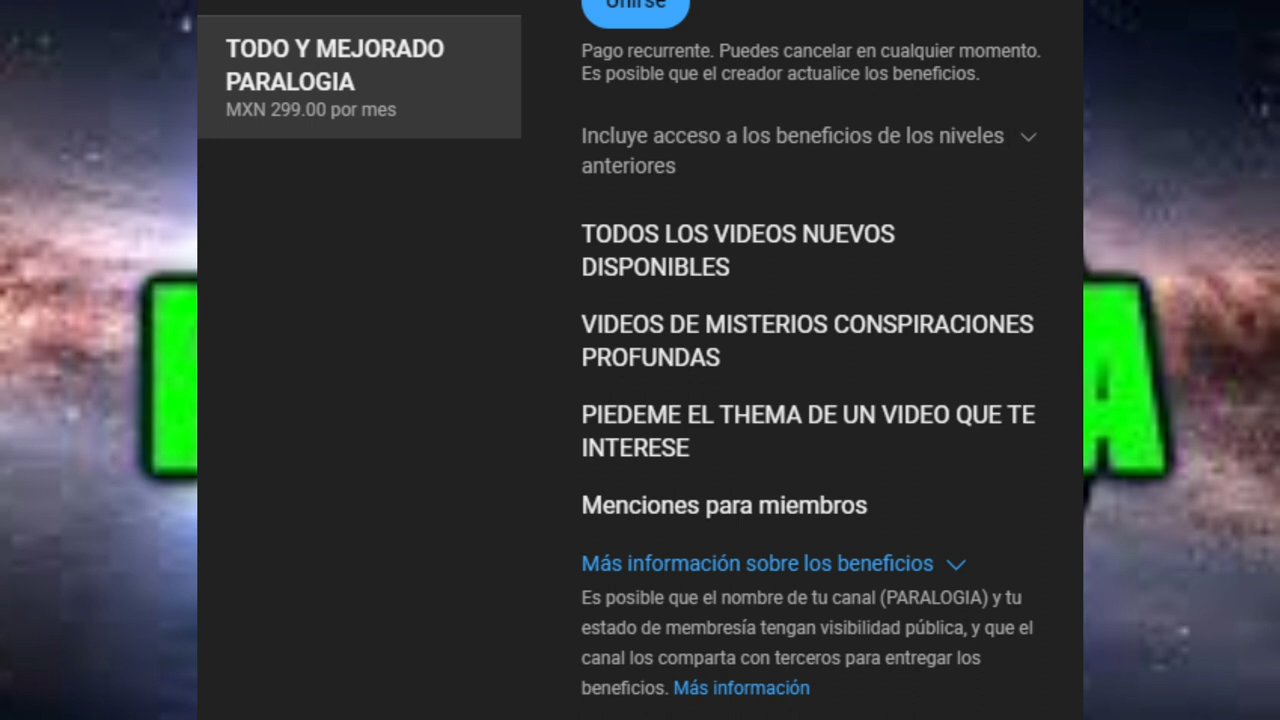 Unirse
TODO Y MEJORADO
PARALOGIA
MXN 299.00 por mes
Pago recurrente. Puedes cancelar en cualquier momento.
Es posible que el creador actualice los beneficios.
Incluye acceso a los beneficios de los niveles
anteriores
TODOS LOS VIDEOS NUEVOS
DISPONIBLES
VIDEOS DE MISTERIOS CONSPIRACIONES
PROFUNDAS
PIEDEME EL THEMA DE UN VIDEO QUE TE
INTERESE
Menciones para miembros
Más información sobre los beneficios
Es posible que el nombre de tu canal (PARALOGIA) y tu
estado de membresía tengan visibilidad pública, y que el
canal los comparta con terceros para entregar los
beneficios. Más información